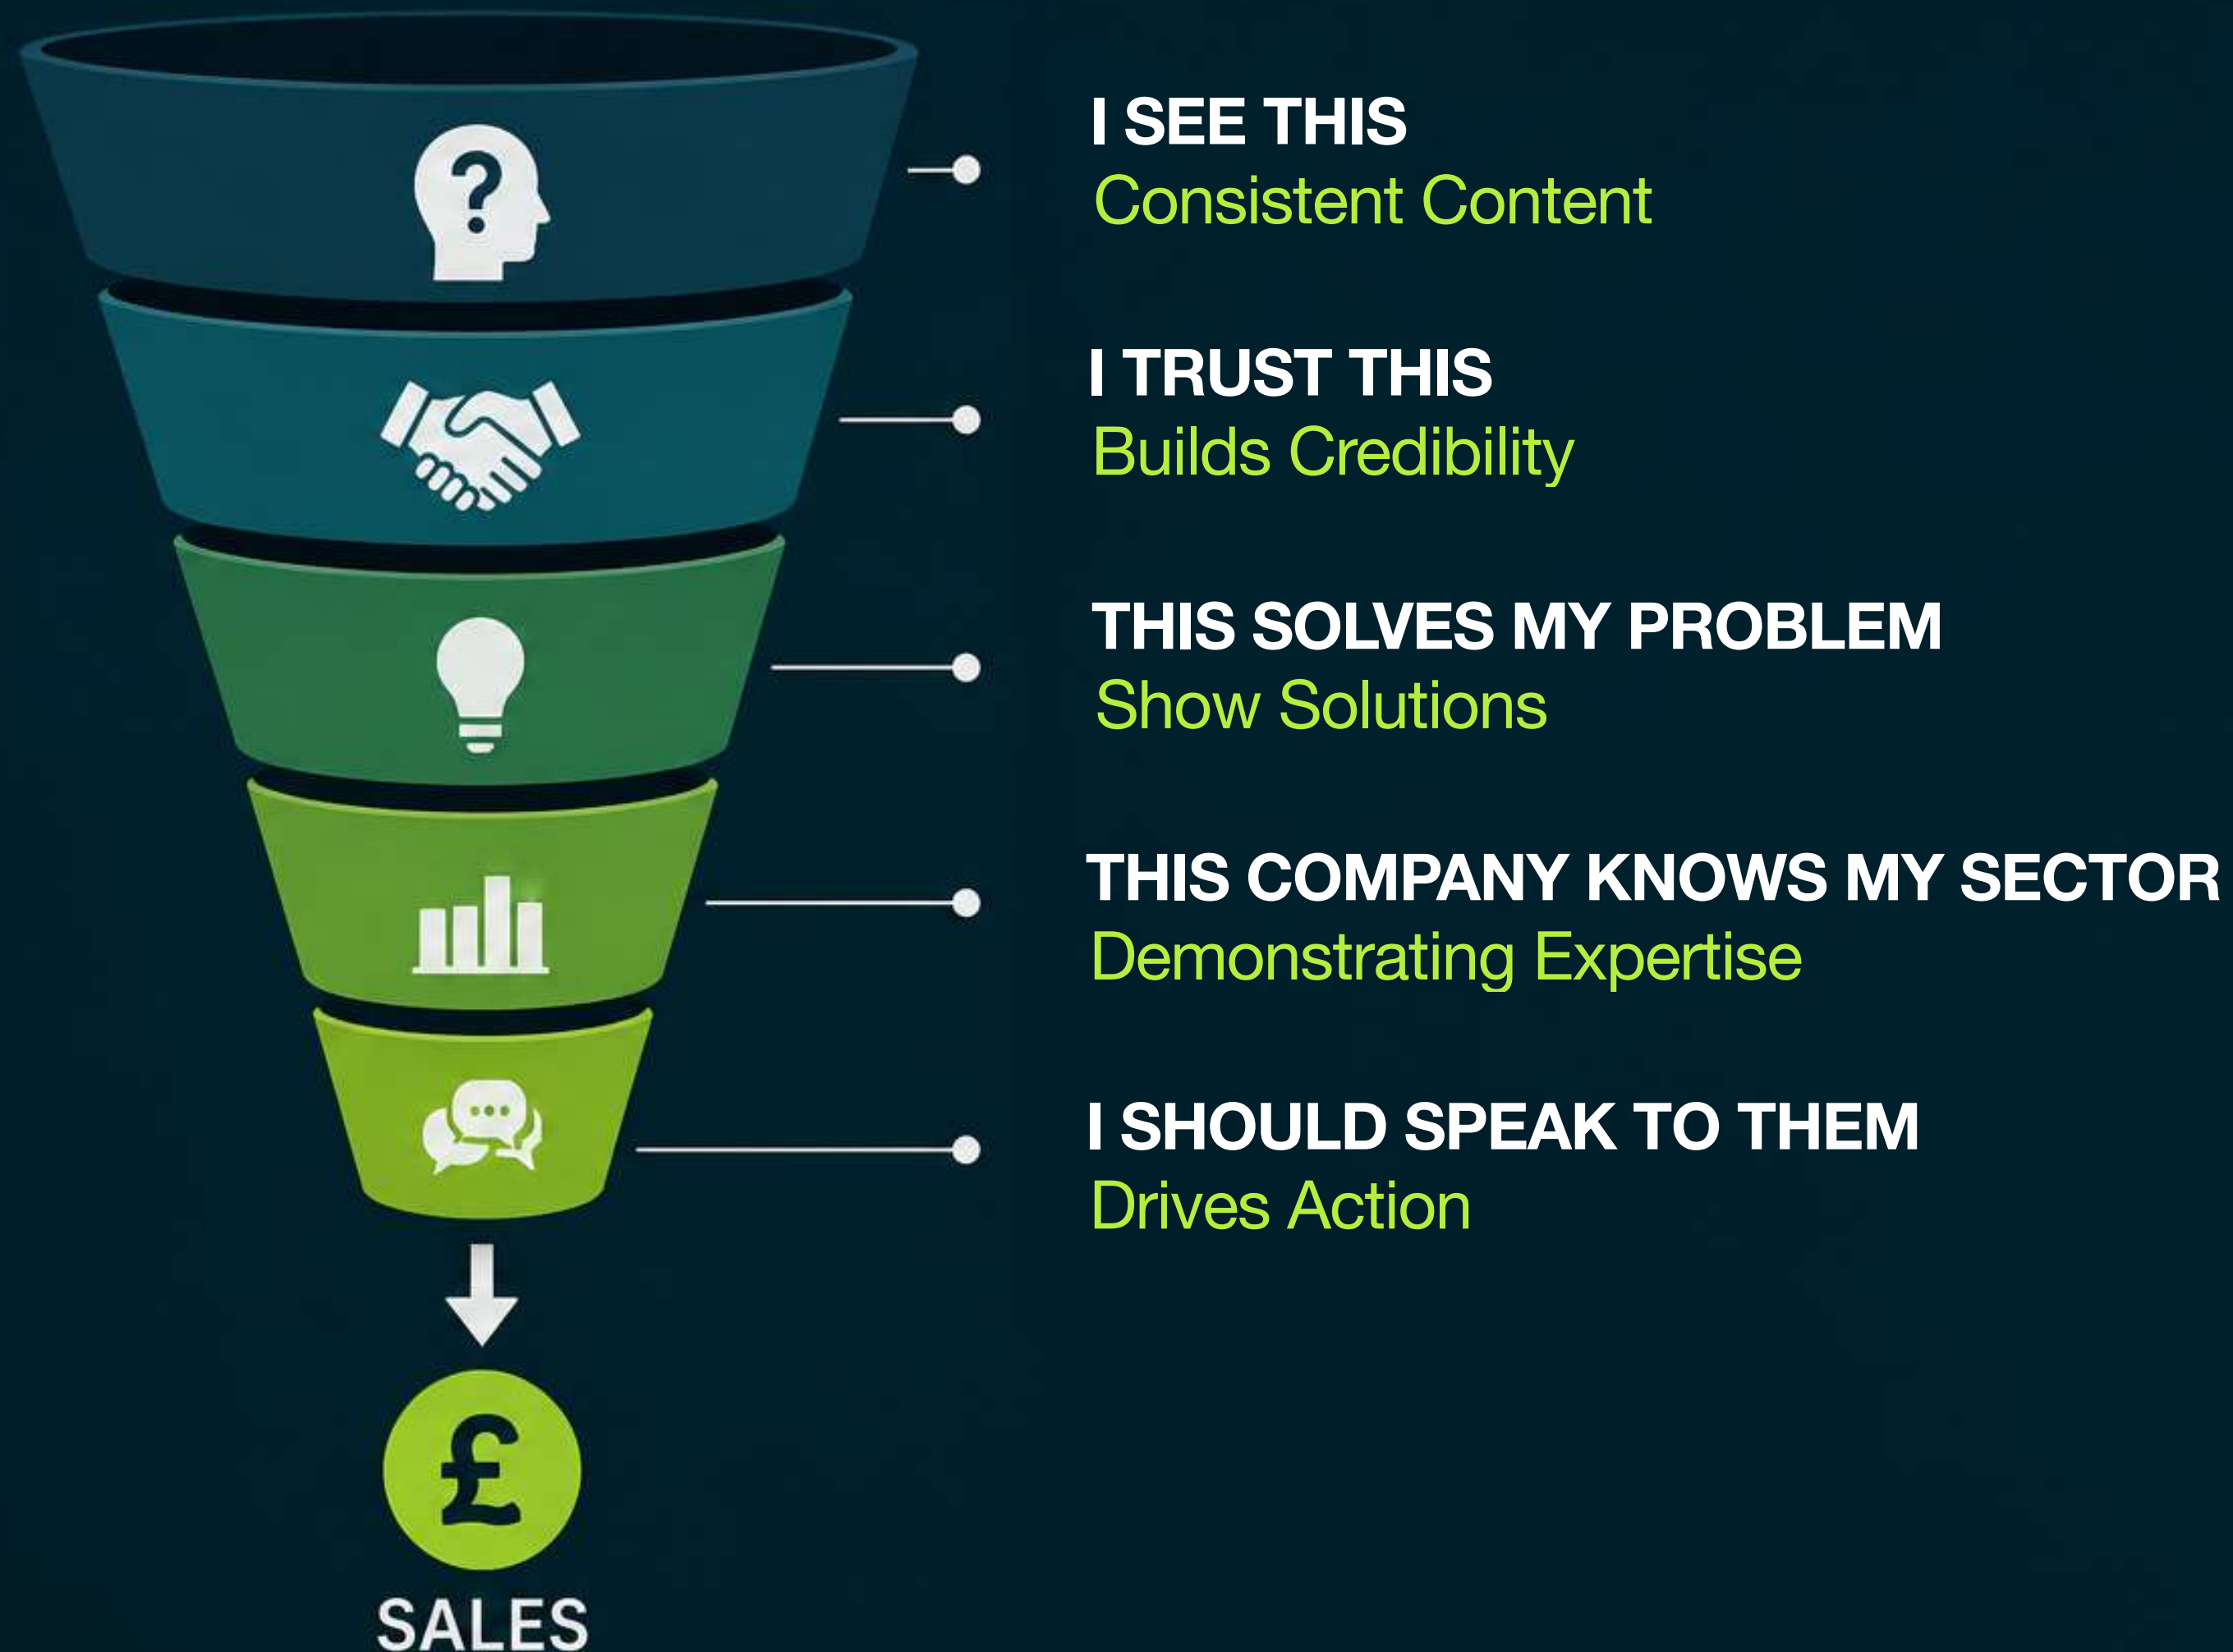 ?
I SEE THIS
Consistent Content
I TRUST THIS
Builds Credibility
THIS SOLVES MY PROBLEM
Show Solutions
THIS COMPANY KNOWS MY SECTOR
Demonstrating Expertise
I SHOULD SPEAK TO THEM
Drives Action
£
SALES